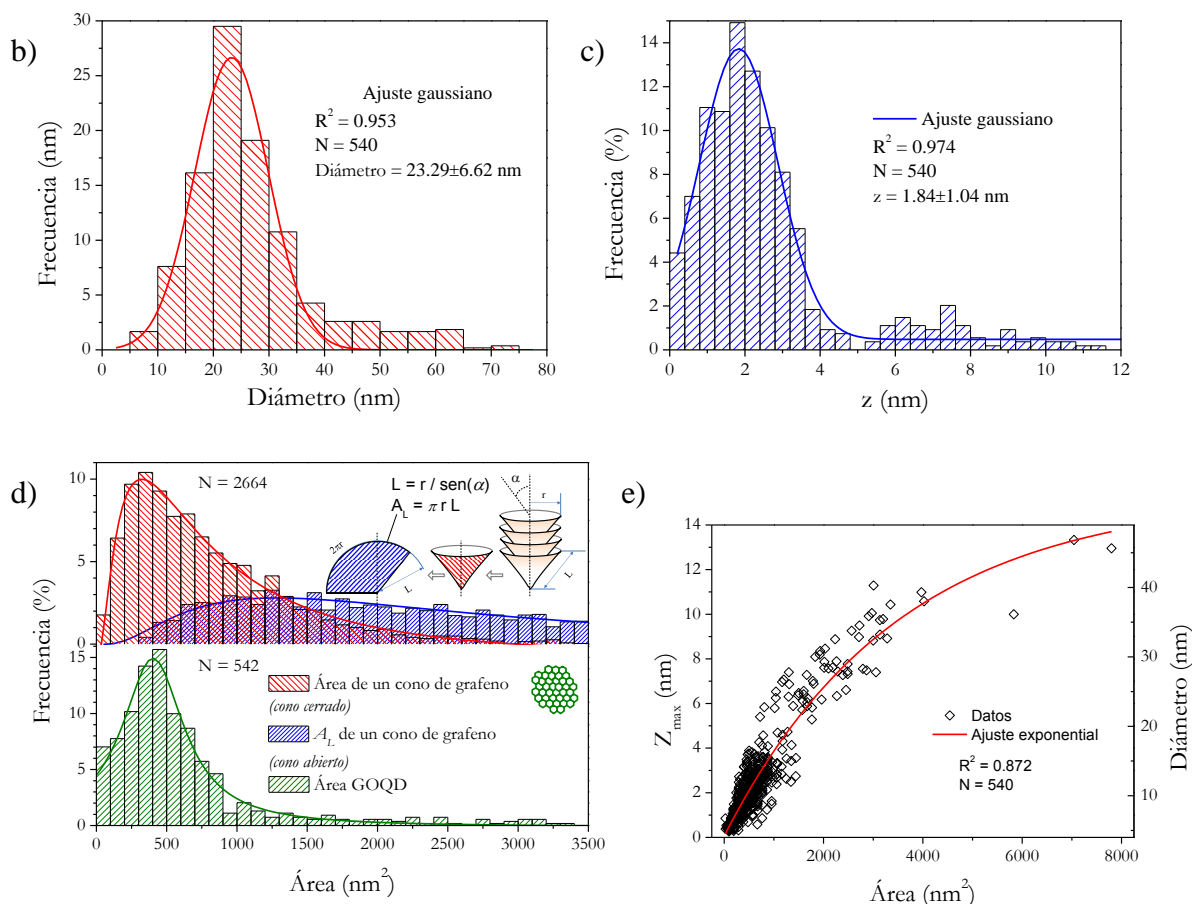 b)
Frecuencia (nm)
30
25
20
15
10
5
0
Ajuste gaussiano
R² = 0.953
N = 540
Diámetro = 23.29±6.62 nm
0 10 20 30 40 50 60 70 80
Diámetro (nm)
c)
Frecuencia (%)
14
12
10
8
6
4
2
0
Ajuste gaussiano
R² = 0.974
N = 540
z = 1.84±1.04 nm
0 2 4 6 8 10 12
z (nm)
d)
Frecuencia (%)
10
5
0
N = 2664
L = r / sen(α)
A_L = π r L
2πr
L
α
r
L
Frecuencia (%)
15
10
5
0
N = 542
Área de un cono de grafeno
(cono cerrado)
A_L de un cono de grafeno
(cono abierto)
Área GOQD
0 500 1000 1500 2000 2500 3000 3500
Área (nm²)
e)
Z_max (nm)
14
12
10
8
6
4
2
0
Datos
Ajuste exponential
R² = 0.872
N = 540
40
30
20
10
Diámetro (nm)
0 2000 4000 6000 8000
Área (nm²)